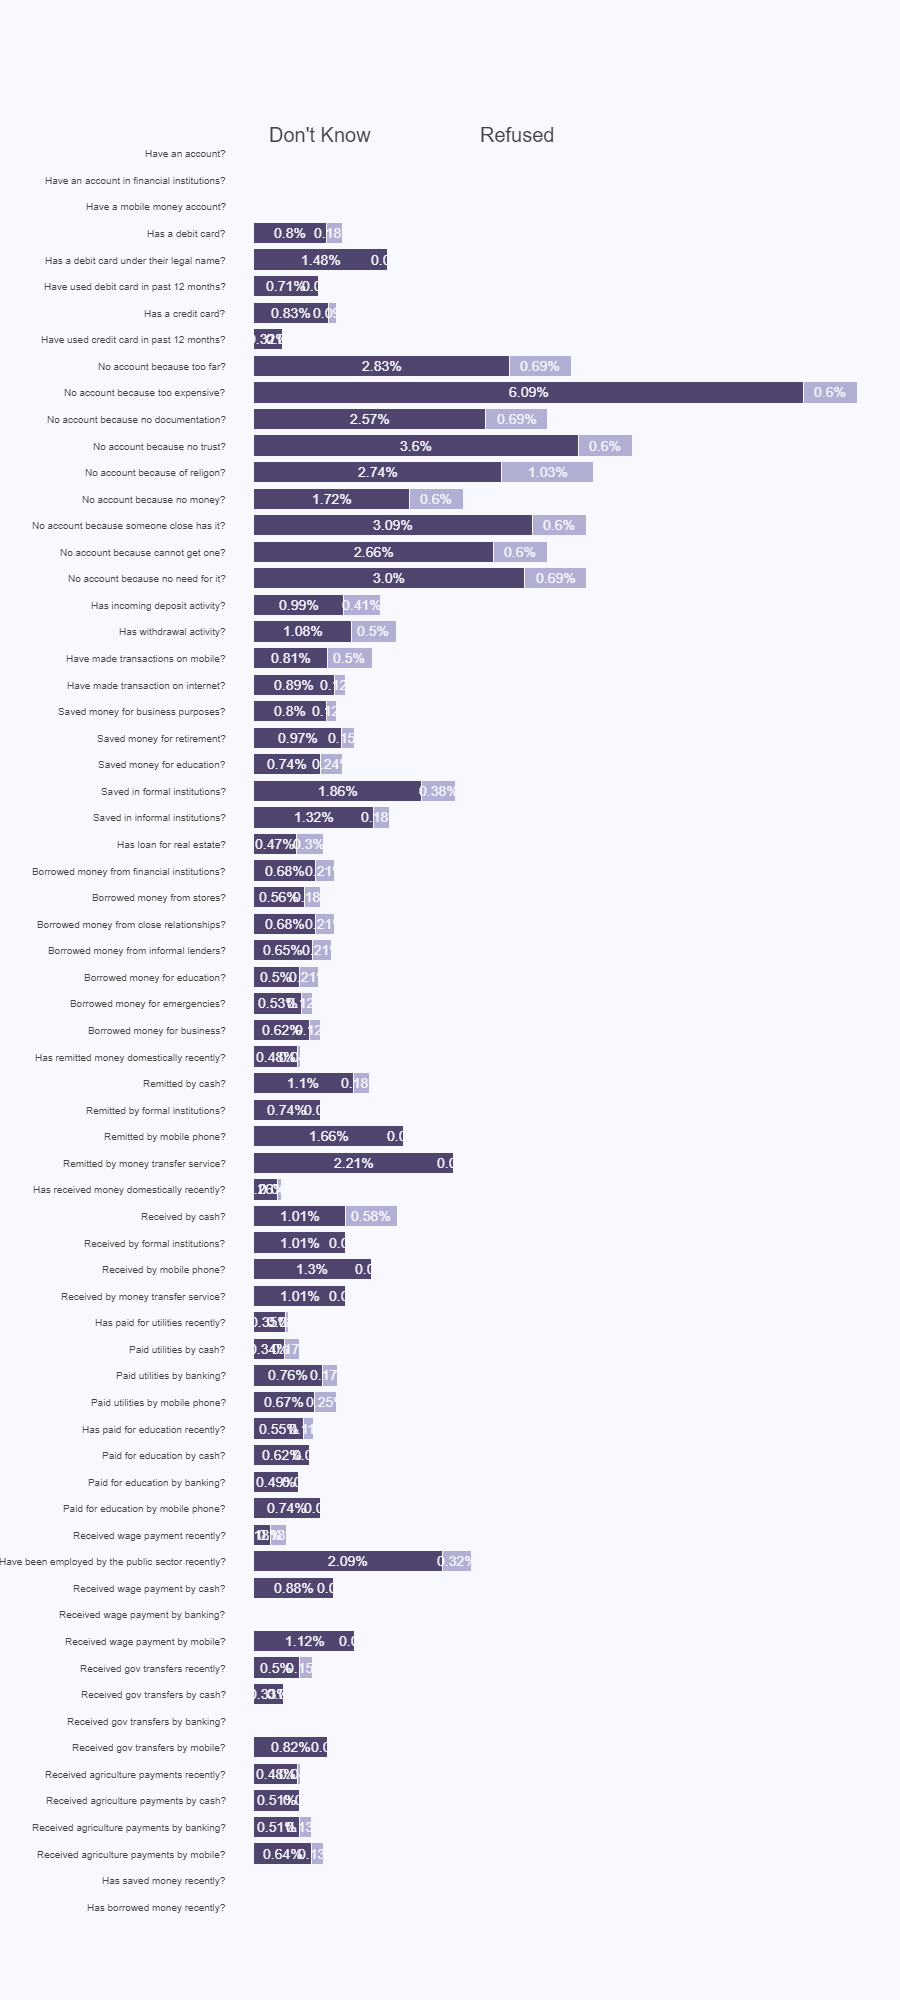 Don't Know Refused
Have an account?
Have an account in financial institutions?
Have a mobile money account?
Has a debit card? 0.8%
Has a debit card under their legal name? 1.48%
Have used debit card in past 12 months? 0.71%
Has a credit card? 0.83%
Have used credit card in past 12 months?
No account because too far? 2.83% 0.69%
No account because too expensive? 6.09% 0.6%
No account because no documentation? 2.57% 0.69%
No account because no trust? 3.6% 0.6%
No account because of religon? 2.74% 1.03%
No account because no money? 1.72% 0.6%
No account because someone close has it? 3.09% 0.6%
No account because cannot get one? 2.66% 0.6%
No account because no need for it? 3.0% 0.69%
Has incoming deposit activity? 0.99% 0.41%
Has withdrawal activity? 1.08% 0.5%
Have made transactions on mobile? 0.81% 0.5%
Have made transaction on internet? 0.89%
Saved money for business purposes? 0.8%
Saved money for retirement? 0.97%
Saved money for education? 0.74%
Saved in formal institutions? 1.86% 0.38%
Saved in informal institutions? 1.32%
Has loan for real estate? 0.47% 0.3%
Borrowed money from financial institutions? 0.68%
Borrowed money from stores? 0.56%
Borrowed money from close relationships? 0.68%
Borrowed money from informal lenders? 0.65%
Borrowed money for education? 0.5%
Borrowed money for emergencies? 0.53%
Borrowed money for business? 0.62%
Has remitted money domestically recently? 0.48%
Remitted by cash? 1.1%
Remitted by formal institutions? 0.74%
Remitted by mobile phone? 1.66%
Remitted by money transfer service? 2.21%
Has received money domestically recently?
Received by cash? 1.01% 0.58%
Received by formal institutions? 1.01%
Received by mobile phone? 1.3%
Received by money transfer service? 1.01%
Has paid for utilities recently?
Paid utilities by cash? 0.34%
Paid utilities by banking? 0.76%
Paid utilities by mobile phone? 0.67%
Has paid for education recently? 0.55%
Paid for education by cash? 0.62%
Paid for education by banking? 0.49%
Paid for education by mobile phone? 0.74%
Received wage payment recently?
Have been employed by the public sector recently? 2.09% 0.32%
Received wage payment by cash? 0.88%
Received wage payment by banking?
Received wage payment by mobile? 1.12%
Received gov transfers recently? 0.5%
Received gov transfers by cash?
Received gov transfers by banking?
Received gov transfers by mobile? 0.82%
Received agriculture payments recently? 0.48%
Received agriculture payments by cash? 0.51%
Received agriculture payments by banking? 0.51%
Received agriculture payments by mobile? 0.64%
Has saved money recently?
Has borrowed money recently?